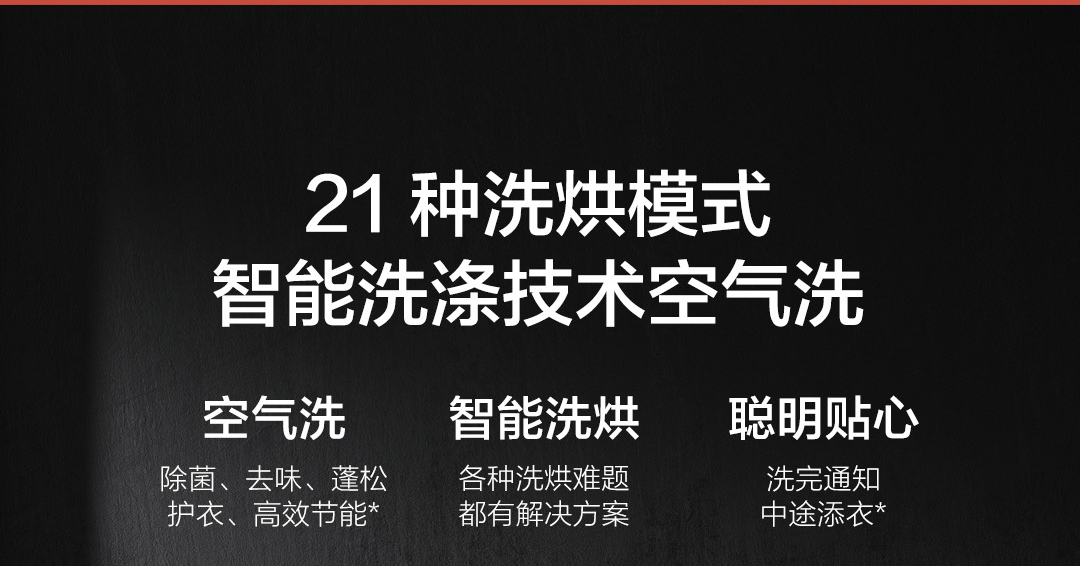 21 种洗烘模式
智能洗涤技术空气洗
空气洗
除菌、去味、蓬松
护衣、高效节能*
智能洗烘
各种洗烘难题
都有解决方案
聪明贴心
洗完通知
中途添衣*